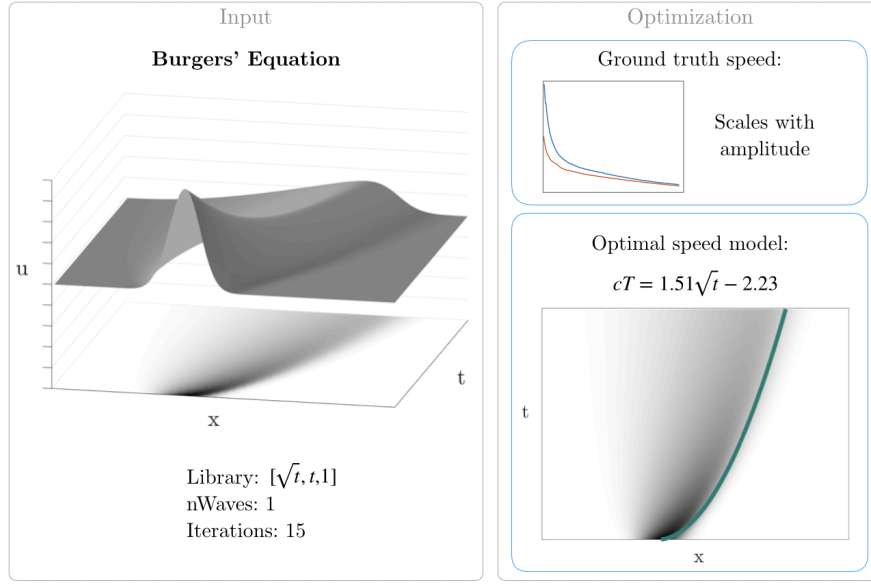 Input
Burgers' Equation
u
t
x
Library: [√t, t,1]
nWaves: 1
Iterations: 15
Optimization
Ground truth speed:
Scales with
amplitude
Optimal speed model:
cT = 1.51√t − 2.23
t
x